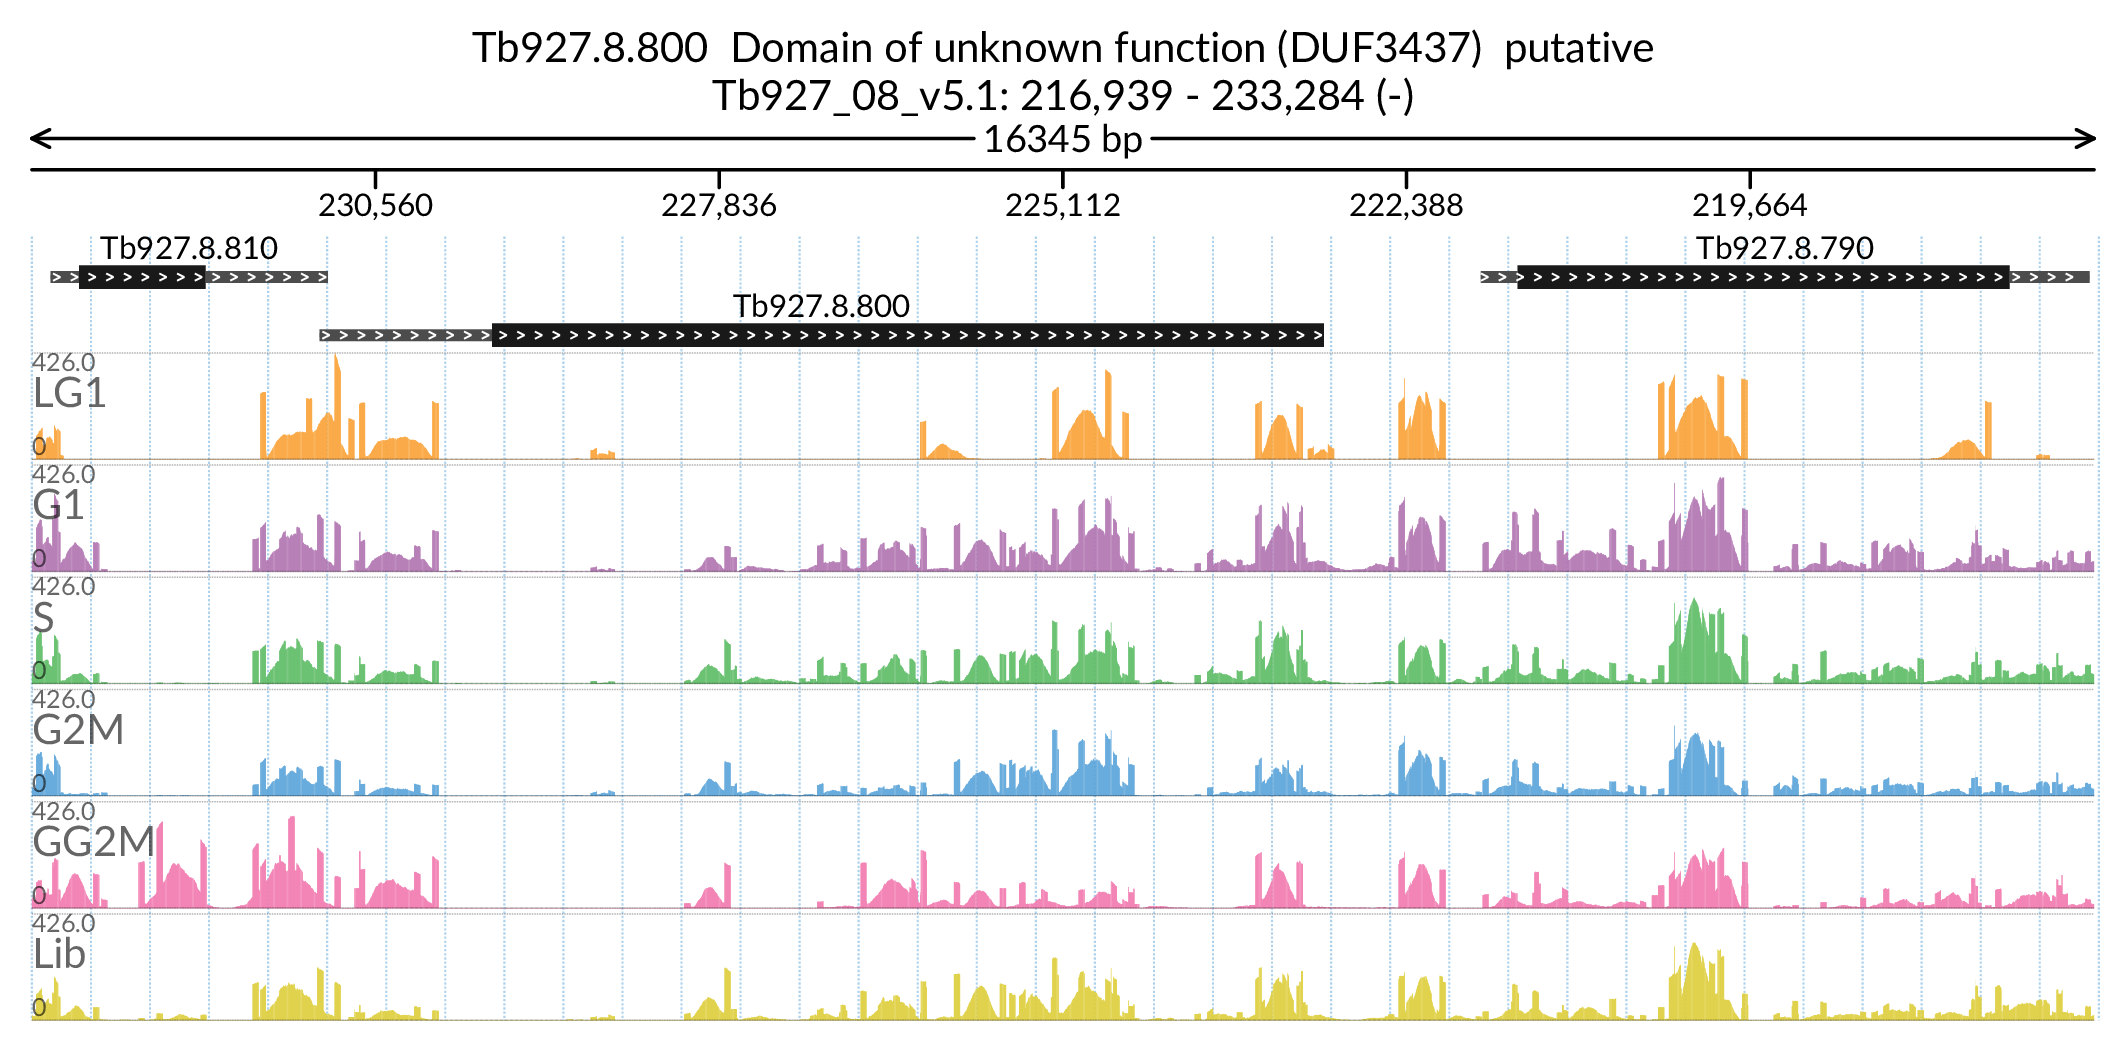 Tb927.8.800 Domain of unknown function (DUF3437) putative
Tb927_08_v5.1: 216,939 - 233,284 (-)
16345 bp
230,560 227,836 225,112 222,388 219,664
Tb927.8.810 Tb927.8.790
Tb927.8.800
426.0
LG1
0
426.0
G1
0
426.0
S
0
426.0
G2M
0
426.0
GG2M
0
426.0
Lib
0